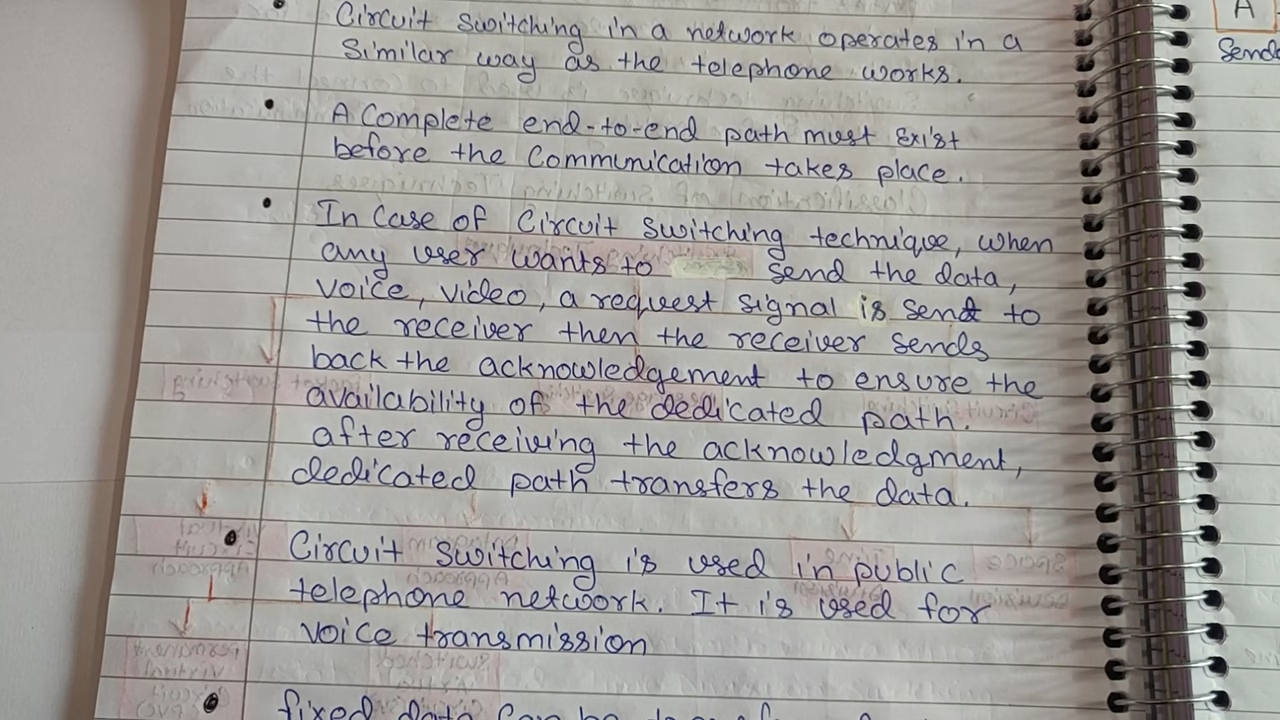 Circuit Switching in a network operates in a
Similar way as the telephone works.
A Complete end-to-end path must Exist
before the Communication takes place.
In Case of Circuit Switching technique, when
any user wants to send the data,
voice, video, a request signal is send to
the receiver then the receiver sends
back the acknowledgement to ensure the
availability of the dedicated path.
after receiving the acknowledgment,
dedicated path transfers the data.
Circuit Switching is used in public
telephone network. It is used for
voice transmission
fixed data can be
A